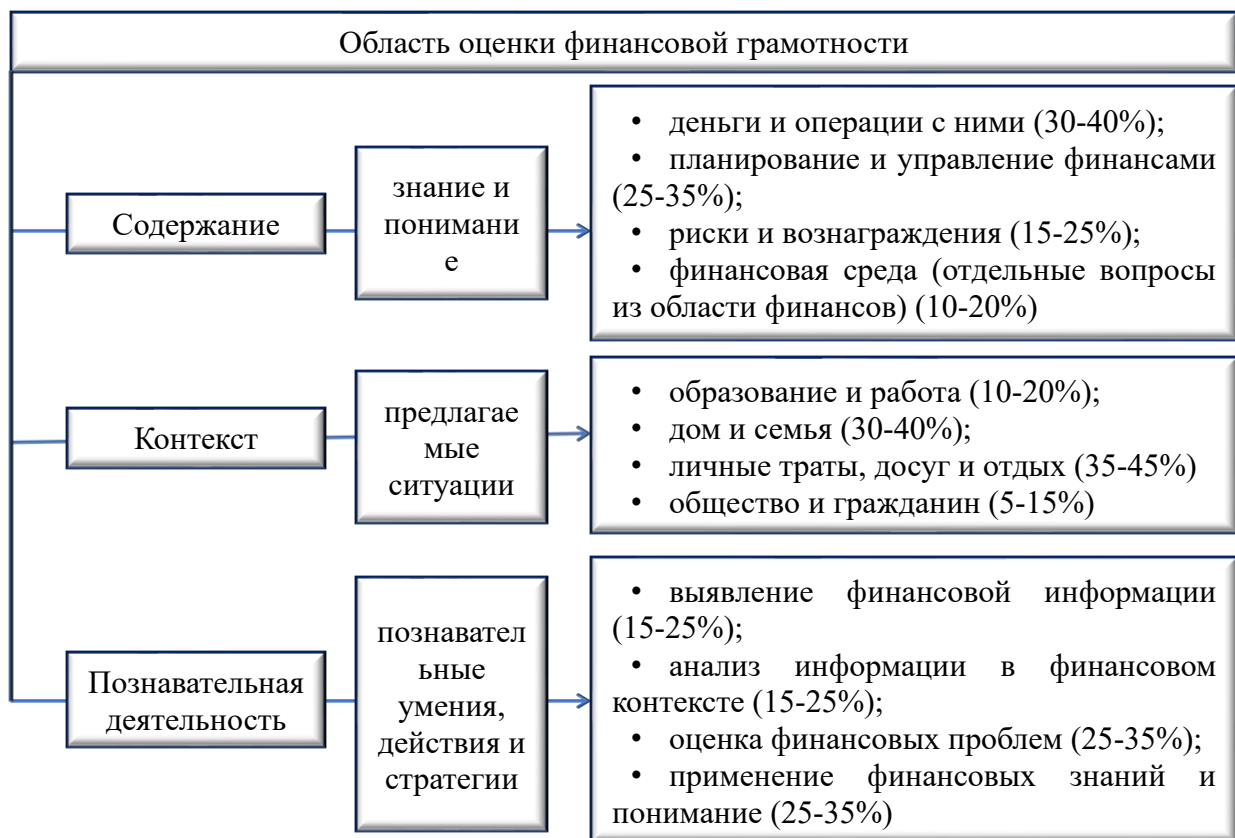 Область оценки финансовой грамотности
Содержание
знание и
понимани
е
• деньги и операции с ними (30-40%);
• планирование и управление финансами
(25-35%);
• риски и вознаграждения (15-25%);
• финансовая среда (отдельные вопросы
из области финансов) (10-20%)
Контекст
предлагае
мые
ситуации
• образование и работа (10-20%);
• дом и семья (30-40%);
• личные траты, досуг и отдых (35-45%)
• общество и гражданин (5-15%)
Познавательная
деятельность
познавател
ьные
умения,
действия и
стратегии
• выявление финансовой информации
(15-25%);
• анализ информации в финансовом
контексте (15-25%);
• оценка финансовых проблем (25-35%);
• применение финансовых знаний и
понимание (25-35%)